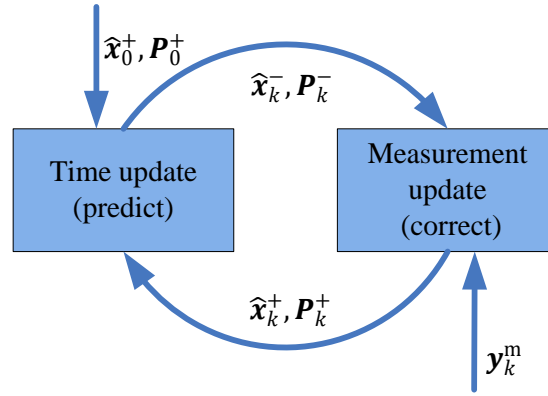 x̂₀⁺, P₀⁺
x̂ₖ⁻, Pₖ⁻
Time update
(predict)
Measurement
update
(correct)
x̂ₖ⁺, Pₖ⁺
yₖᵐ